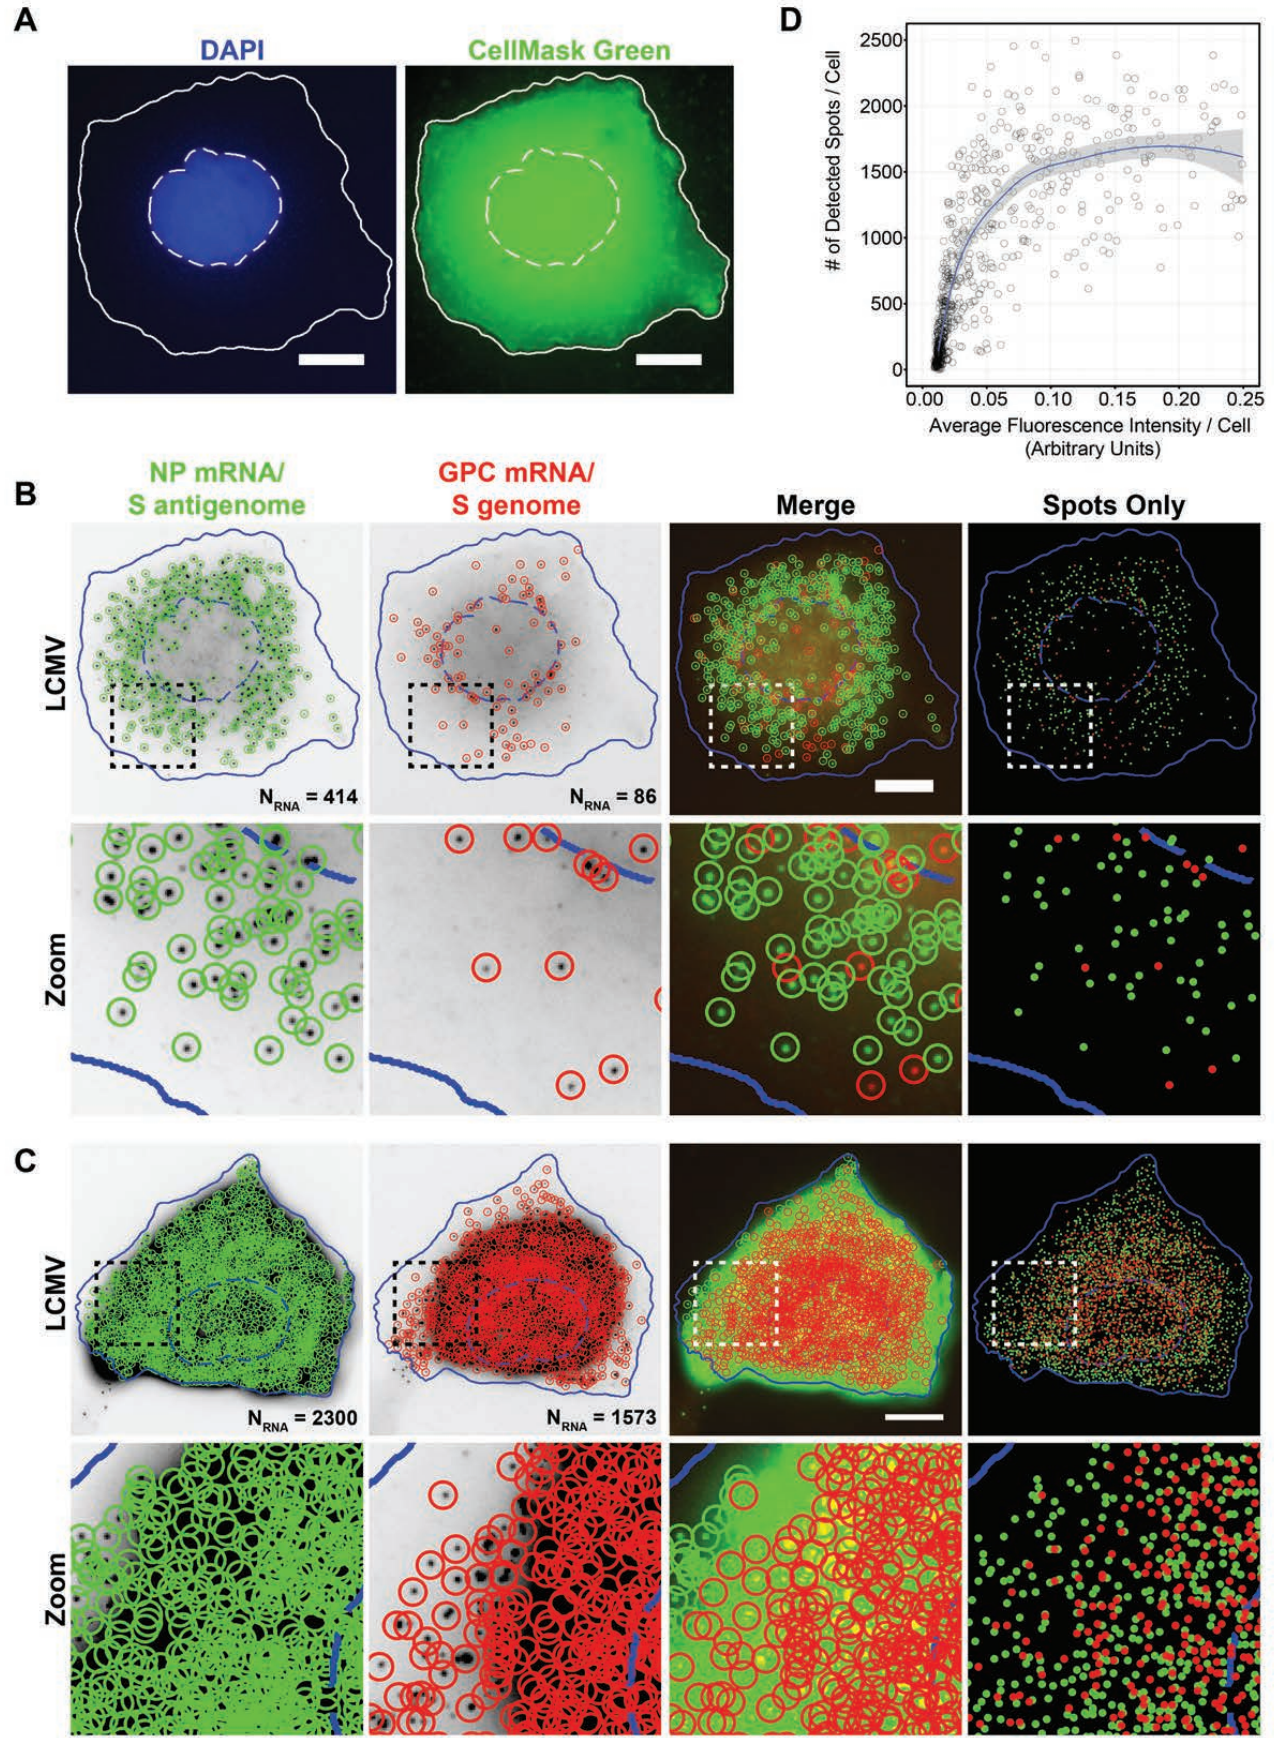 A
DAPI
CellMask Green
D
# of Detected Spots / Cell
2500
2000
1500
1000
500
0
0.00 0.05 0.10 0.15 0.20 0.25
Average Fluorescence Intensity / Cell
(Arbitrary Units)
B
NP mRNA/
S antigenome
GPC mRNA/
S genome
Merge
Spots Only
LCMV
N_RNA = 414
N_RNA = 86
Zoom
C
LCMV
N_RNA = 2300
N_RNA = 1573
Zoom